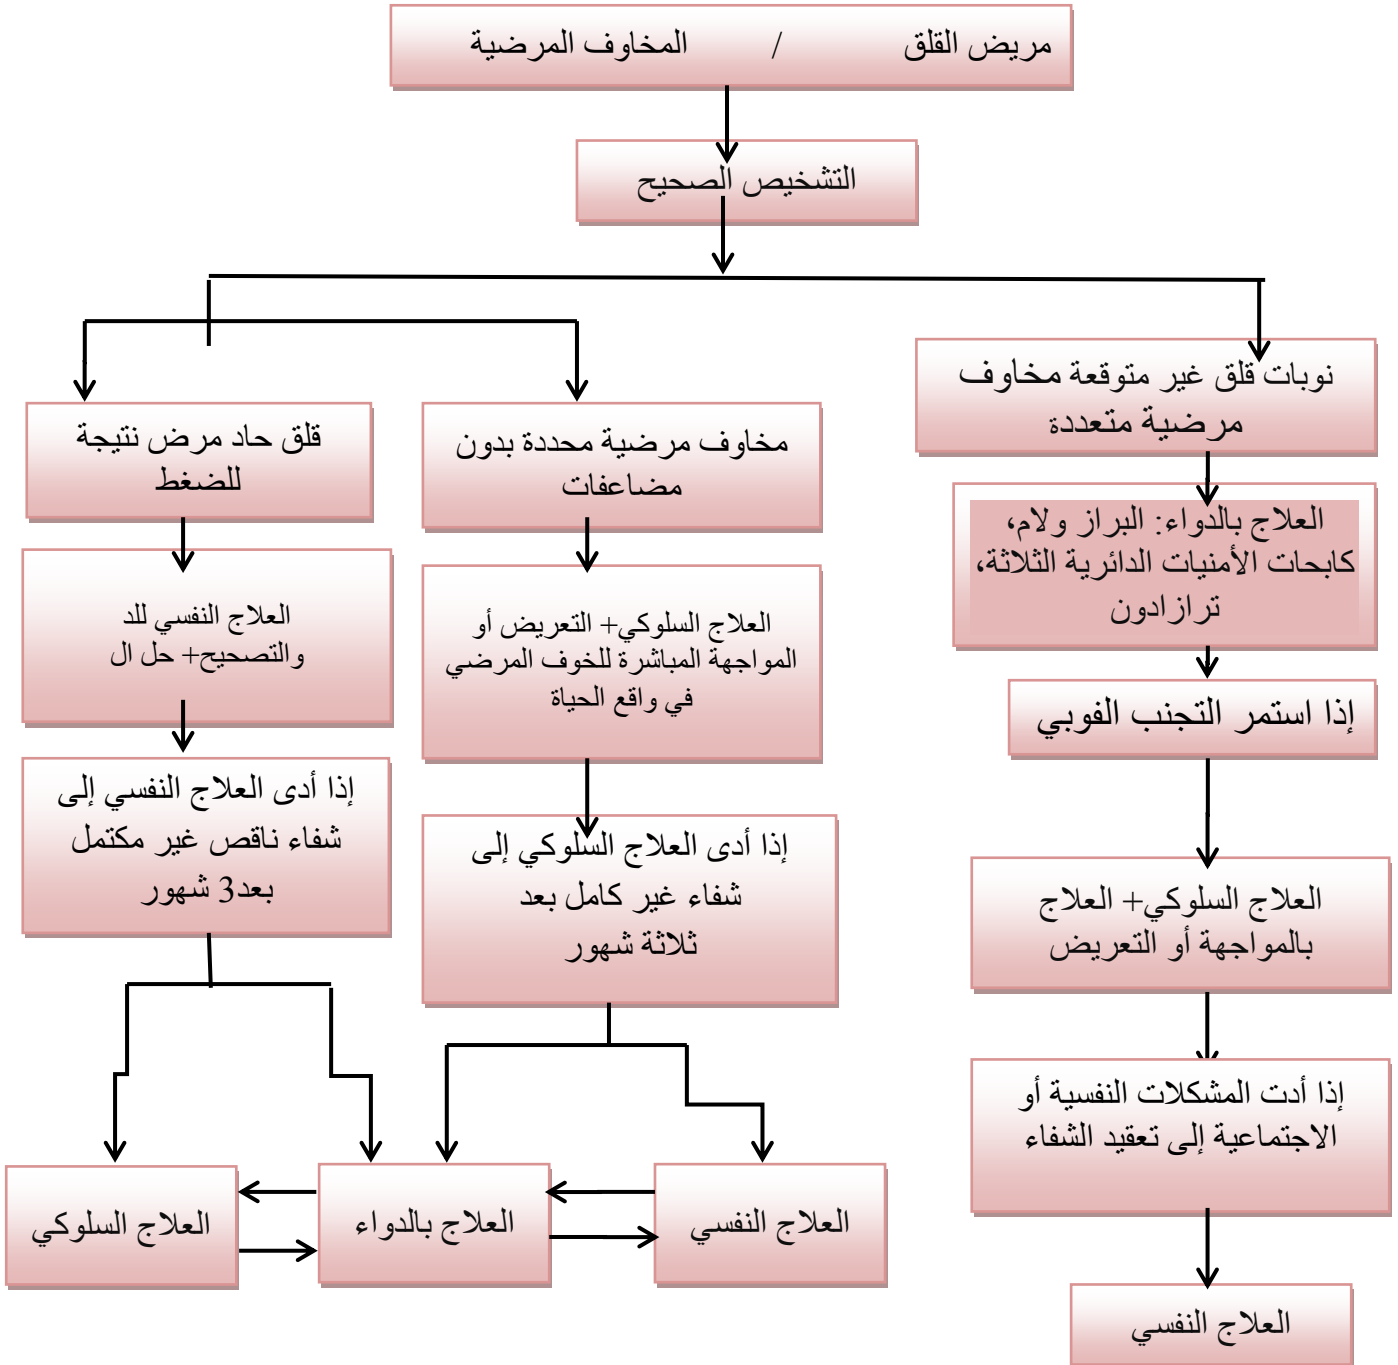 مريض القلق / المخاوف المرضية
التشخيص الصحيح
نوبات قلق غير متوقعة مخاوف
مرضية متعددة
العلاج بالدواء: البراز ولام،
كابحات الأمنيات الدائرية الثلاثة،
ترازادون
إذا استمر التجنب الفوبي
العلاج السلوكي+ العلاج
بالمواجهة أو التعريض
إذا أدت المشكلات النفسية أو
الاجتماعية إلى تعقيد الشفاء
العلاج النفسي
مخاوف مرضية محددة بدون
مضاعفات
العلاج السلوكي+ التعريض أو
المواجهة المباشرة للخوف المرضي
في واقع الحياة
إذا أدى العلاج السلوكي إلى
شفاء غير كامل بعد
ثلاثة شهور
قلق حاد مرض نتيجة
للضغط
العلاج النفسي للد
والتصحيح+ حل ال
إذا أدى العلاج النفسي إلى
شفاء ناقص غير مكتمل
بعد3 شهور
العلاج النفسي
العلاج بالدواء
العلاج السلوكي